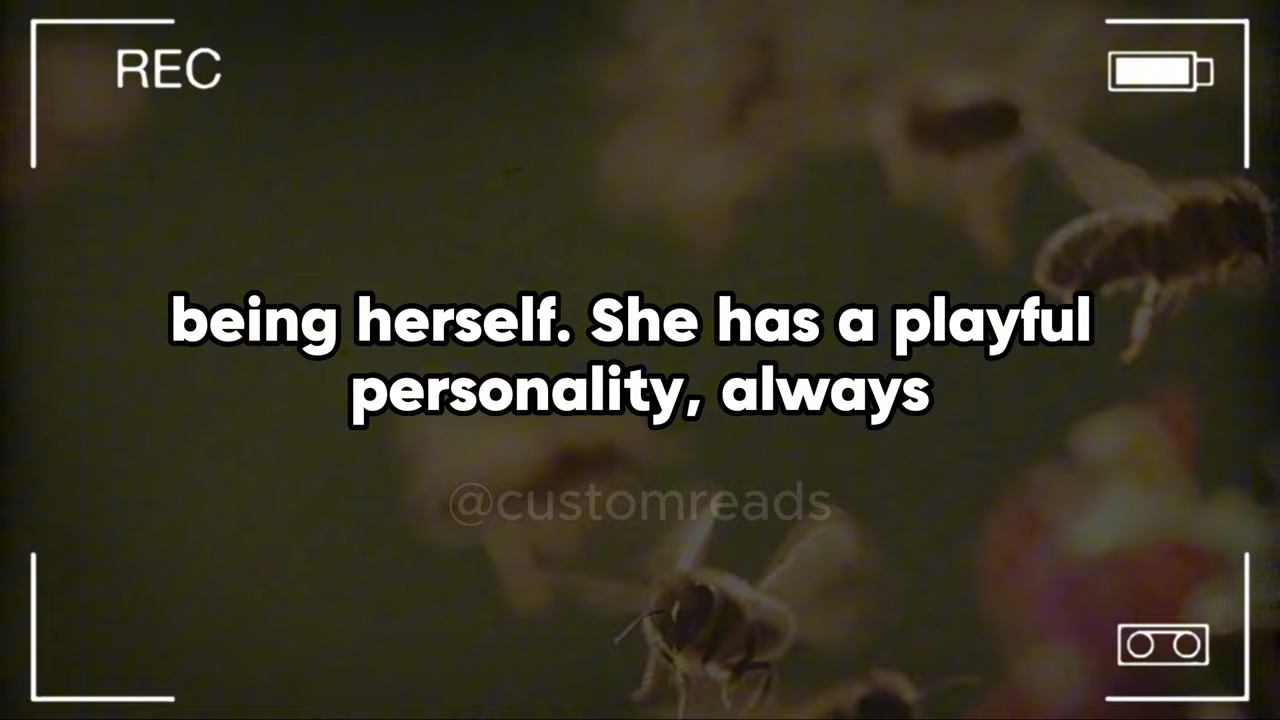 REC
being herself. She has a playful
personality, always
@customreads